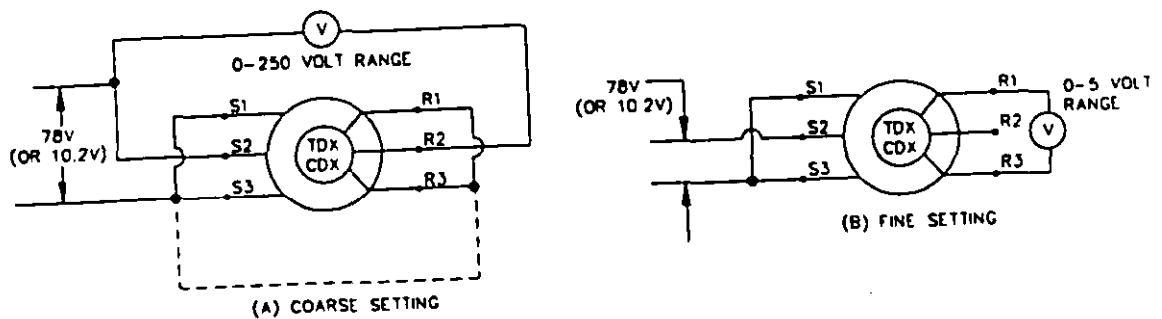 V
0-250 VOLT RANGE
78V
(OR 10.2V)
S1
S2
S3
TDX
CDX
R1
R2
R3
(A) COARSE SETTING
78V
(OR 10.2V)
S1
S2
S3
TDX
CDX
R1
R2
R3
0-5 VOLT
RANGE
V
(B) FINE SETTING